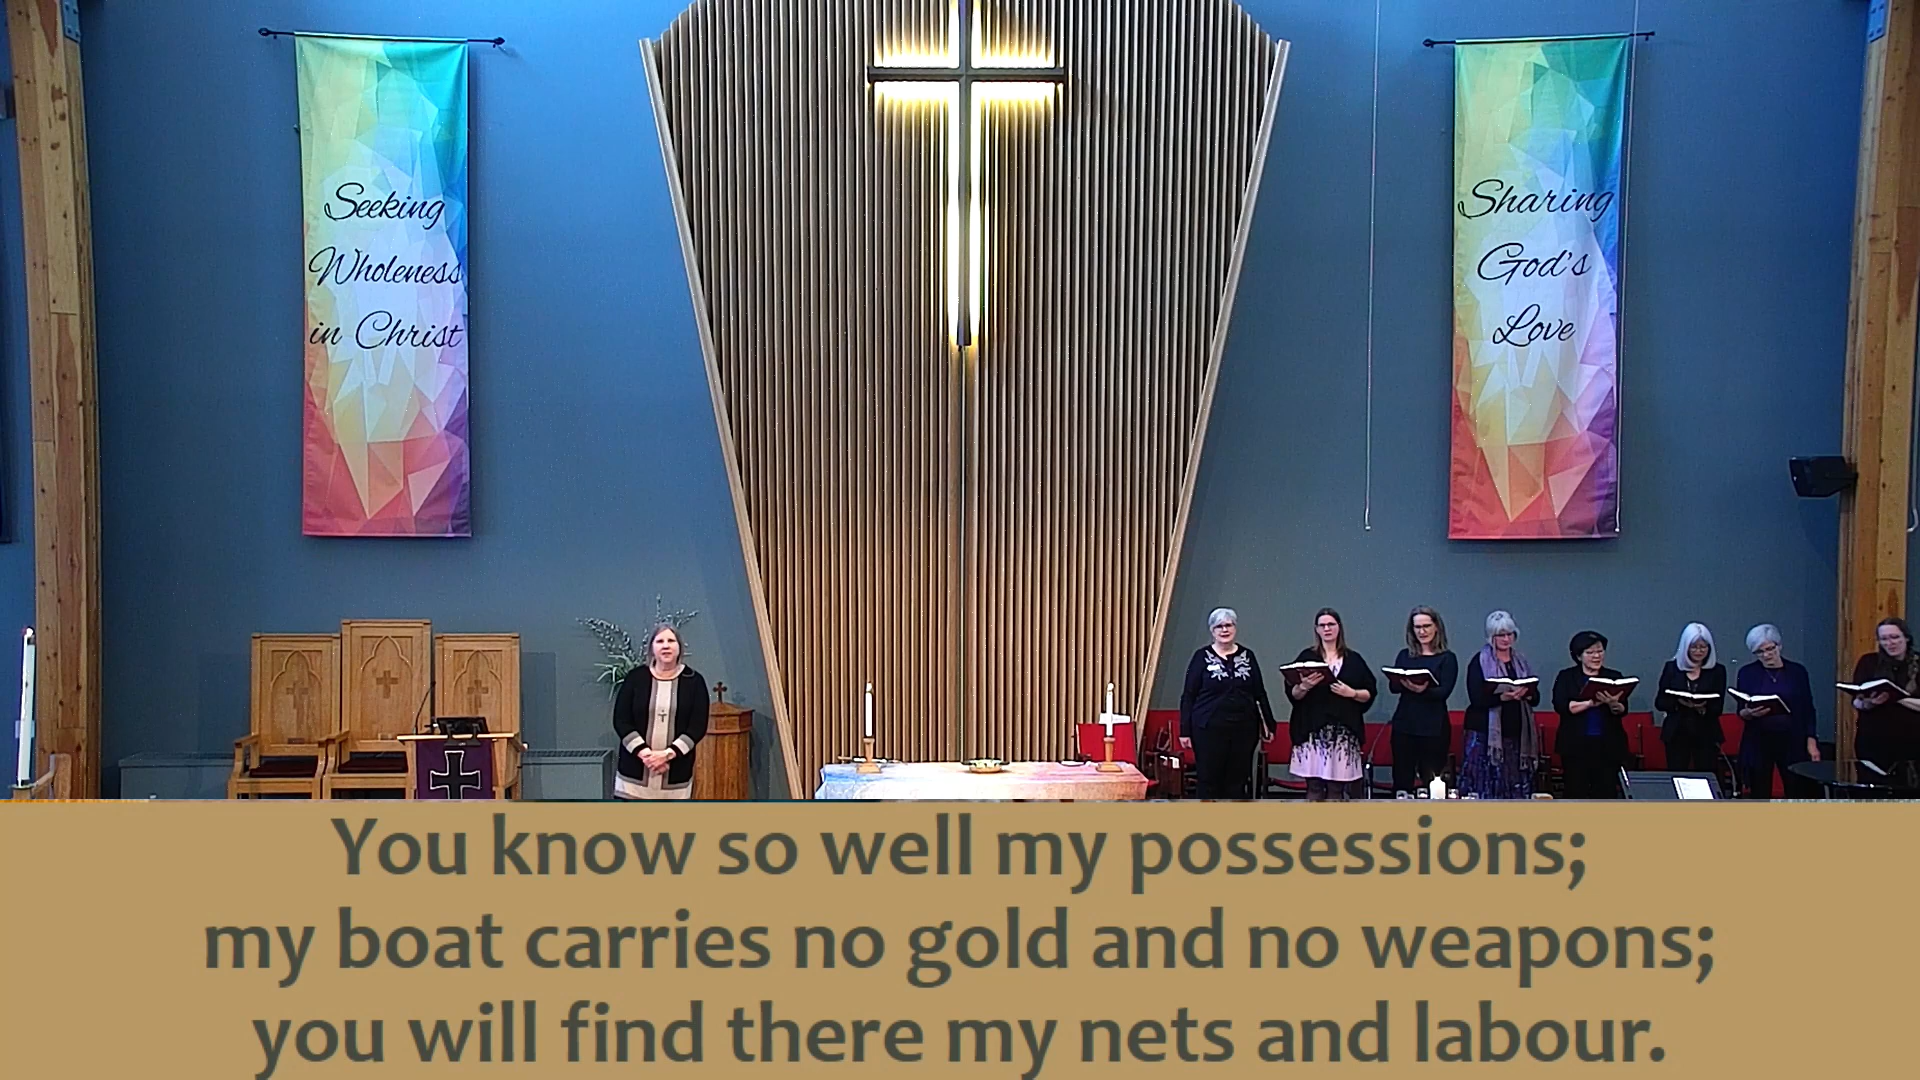 Seeking
Wholeness
in Christ
Sharing
God's
Love
You know so well my possessions;
my boat carries no gold and no weapons;
you will find there my nets and labour.